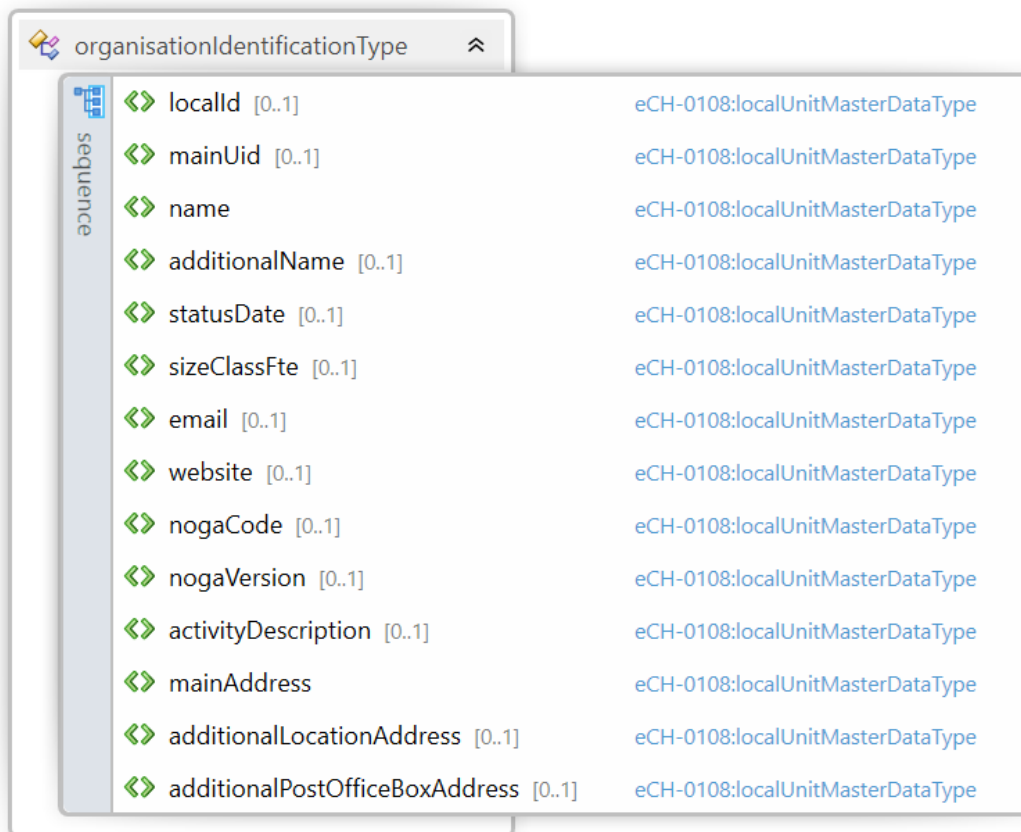 organisationIdentificationType
sequence
localId [0..1] eCH-0108:localUnitMasterDataType
mainUid [0..1] eCH-0108:localUnitMasterDataType
name eCH-0108:localUnitMasterDataType
additionalName [0..1] eCH-0108:localUnitMasterDataType
statusDate [0..1] eCH-0108:localUnitMasterDataType
sizeClassFte [0..1] eCH-0108:localUnitMasterDataType
email [0..1] eCH-0108:localUnitMasterDataType
website [0..1] eCH-0108:localUnitMasterDataType
nogaCode [0..1] eCH-0108:localUnitMasterDataType
nogaVersion [0..1] eCH-0108:localUnitMasterDataType
activityDescription [0..1] eCH-0108:localUnitMasterDataType
mainAddress eCH-0108:localUnitMasterDataType
additionalLocationAddress [0..1] eCH-0108:localUnitMasterDataType
additionalPostOfficeBoxAddress [0..1] eCH-0108:localUnitMasterDataType